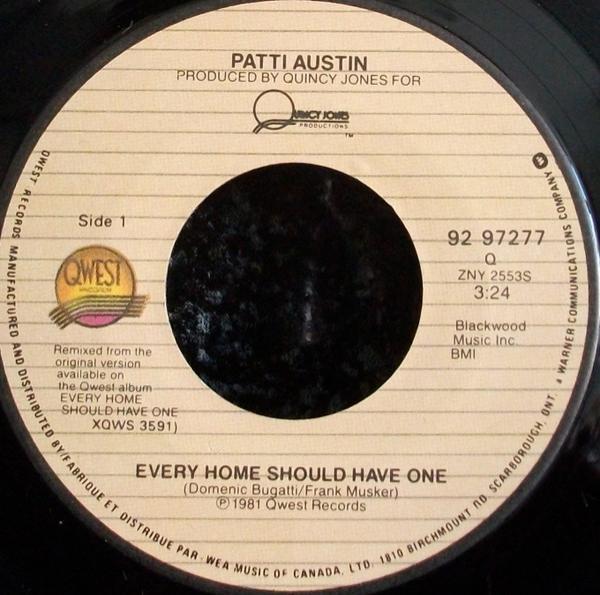 PATTI AUSTIN
PRODUCED BY QUINCY JONES FOR
QUINCY JONES
PRODUCTIONS
TM
Side 1
QWEST
RECORDS
92 97277
Q
ZNY 2553S
3:24
Blackwood
Music Inc.
BMI
Remixed from the
original version
available on
the Qwest album
EVERY HOME
SHOULD HAVE ONE
XQWS 3591)
EVERY HOME SHOULD HAVE ONE
(Domenic Bugatti/Frank Musker)
℗ 1981 Qwest Records
QWEST RECORDS MANUFACTURED AND DISTRIBUTED BY/FABRIQUE ET DISTRIBUE PAR · WEA MUSIC OF CANADA, LTD. 1810 BIRCHMOUNT RD. SCARBOROUGH, ONT. A WARNER COMMUNICATIONS COMPANY